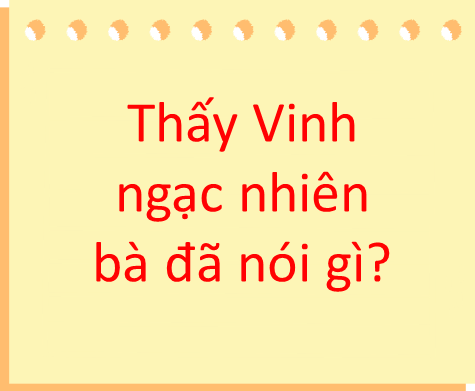 Thấy Vinh
ngạc nhiên
bà đã nói gì?